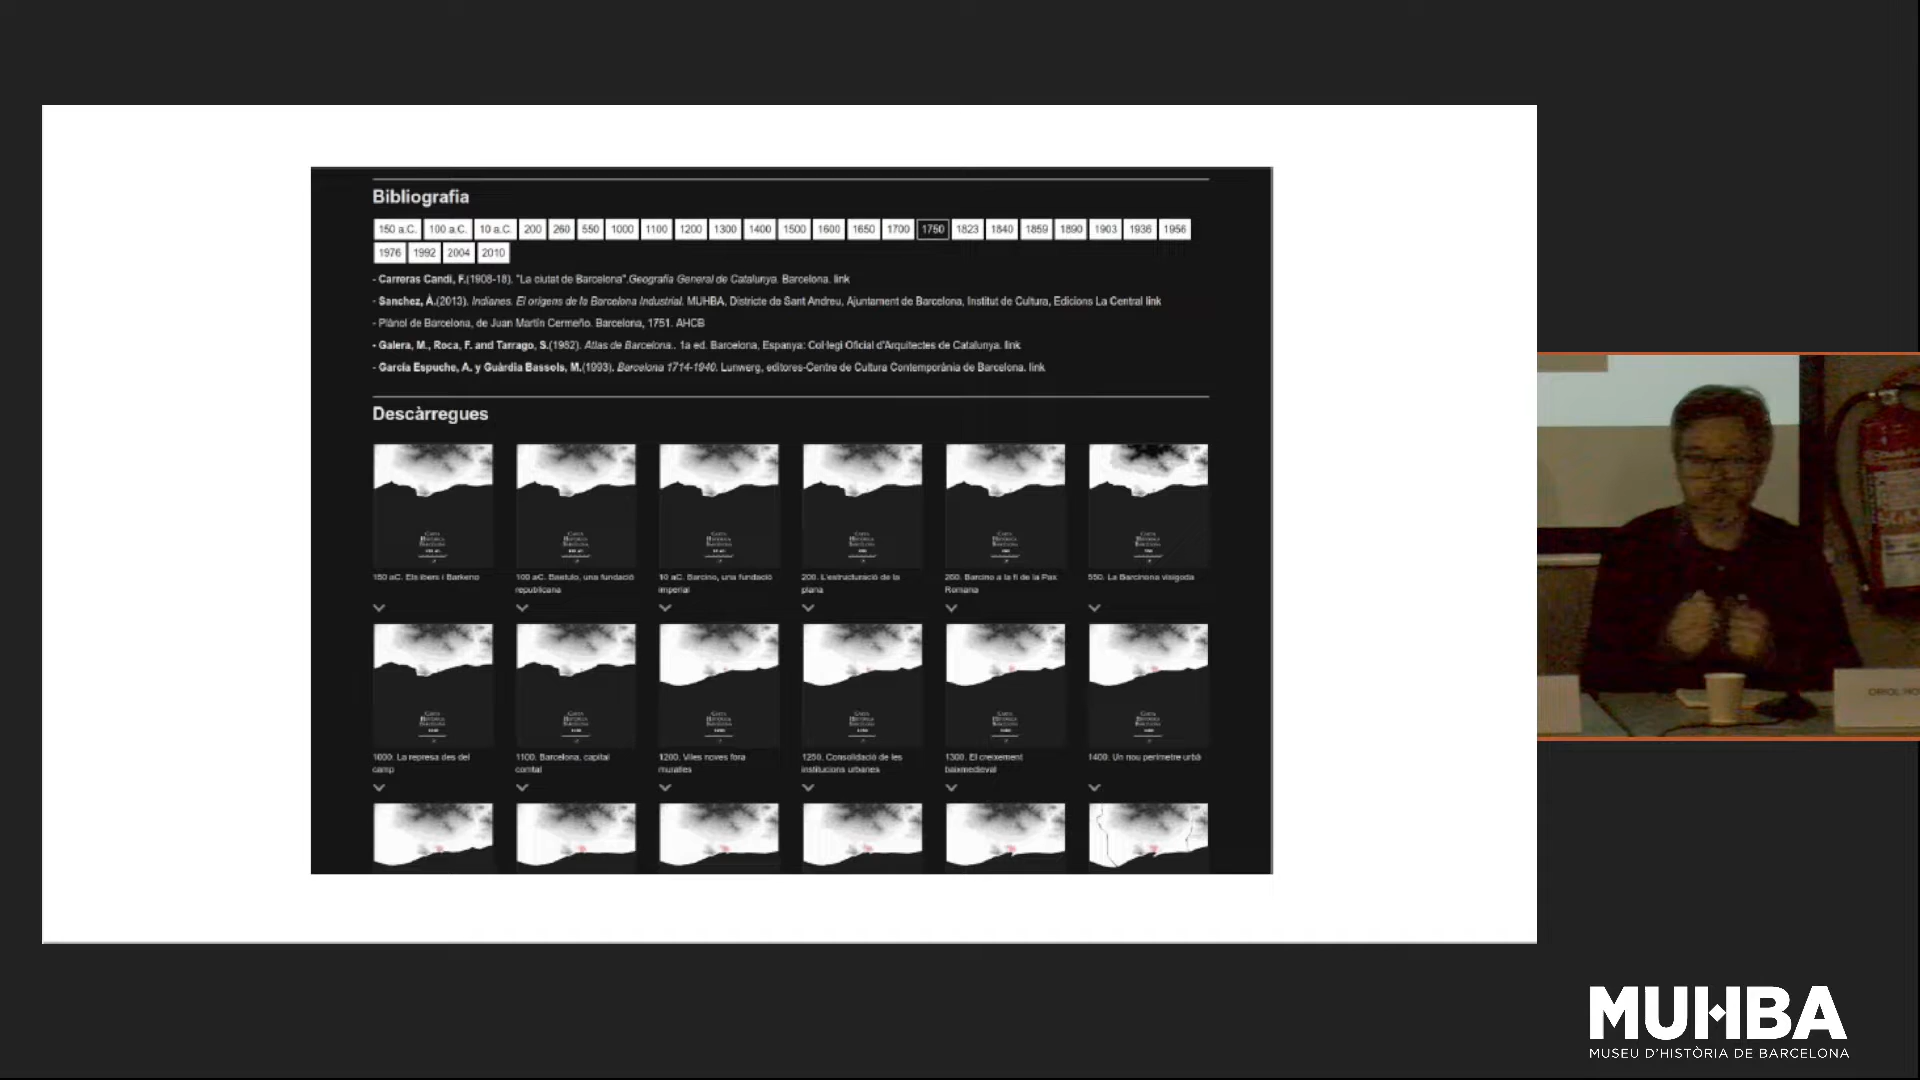 Bibliografia
150 a.C. 100 a.C. 10 a.C. 200 260 550 1000 1100 1200 1300 1400 1500 1600 1650 1700 1750 1823 1840 1859 1890 1903 1936 1956
1976 1992 2004 2010
- Carreras Candi, F.(1908-18). "La ciutat de Barcelona".Geografia General de Catalunya. Barcelona. link
- Sanchez, À.(2013). Indianes. El origens de la Barcelona Industrial. MUHBA, Districte de Sant Andreu, Ajuntament de Barcelona, Institut de Cultura, Edicions La Central link
- Plànol de Barcelona, de Juan Martín Cermeño. Barcelona, 1751. AHCB
- Galera, M., Roca, F. and Tarrago, S.(1982). Atlas de Barcelona.. 1a ed. Barcelona, Espanya: Col·legi Oficial d'Arquitectes de Catalunya. link
- García Espuche, A. y Guàrdia Bassols, M.(1993). Barcelona 1714-1940. Lunwerg, editores-Centre de Cultura Contemporània de Barcelona. link
Descàrregues
150 aC. Els ibers i Barkeno
100 aC. Baetulo, una fundació
republicana
10 aC. Barcino, una fundació
imperial
200. L'estructuració de la
plana
260. Barcino a la fi de la Pax
Romana
550. La Barcinona visigoda
1000. La represa des del
camp
1100. Barcelona, capital
comtal
1200. Viles noves fora
muralles
1250. Consolidació de les
institucions urbanes
1300. El creixement
baixmedieval
1400. Un nou perímetre urbà
ORIOL
MUHBA
MUSEU D'HISTÒRIA DE BARCELONA